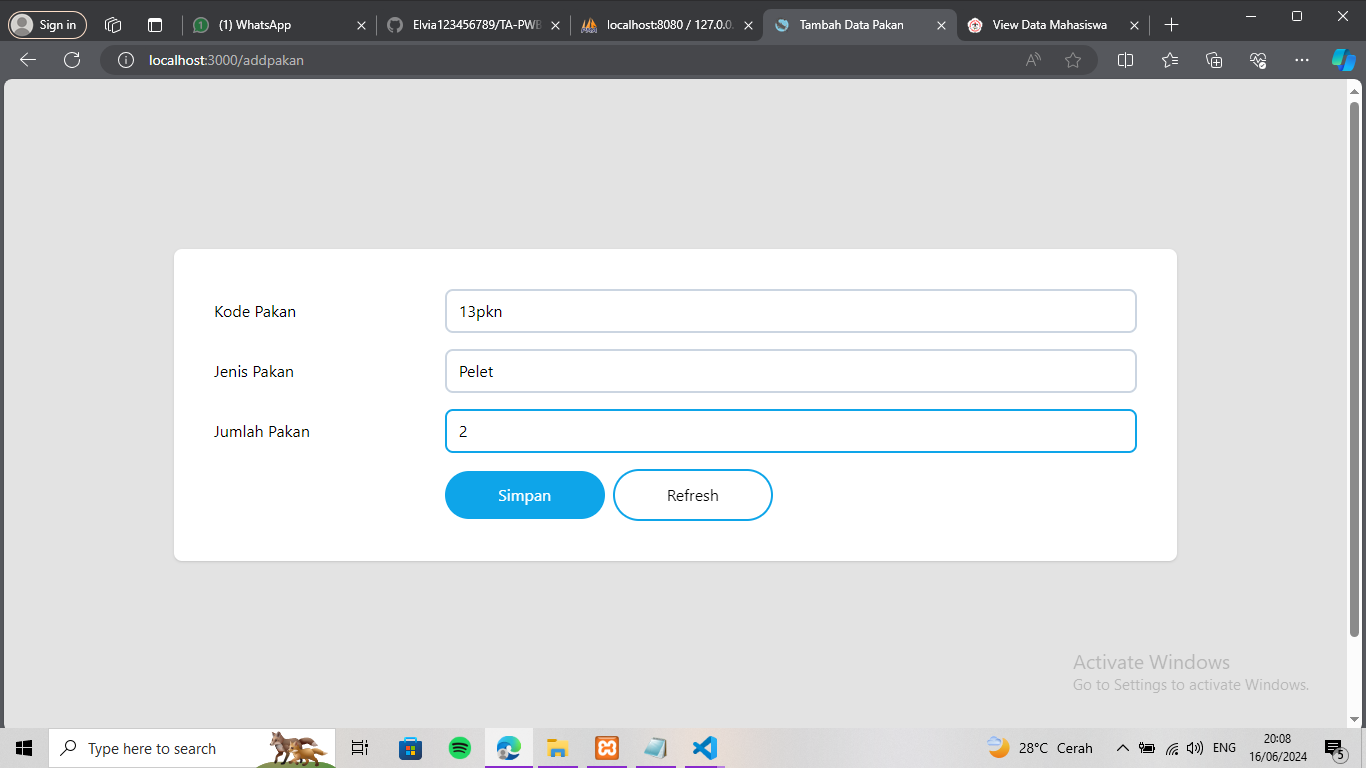 Sign in
1 (1) WhatsApp
Elvia123456789/TA-PWB
localhost:8080 / 127.0.0.
Tambah Data Pakan
View Data Mahasiswa
localhost:3000/addpakan
Kode Pakan 13pkn
Jenis Pakan Pelet
Jumlah Pakan 2
Simpan Refresh
Activate Windows
Go to Settings to activate Windows.
Type here to search
28°C Cerah
ENG
20:08
16/06/2024
5